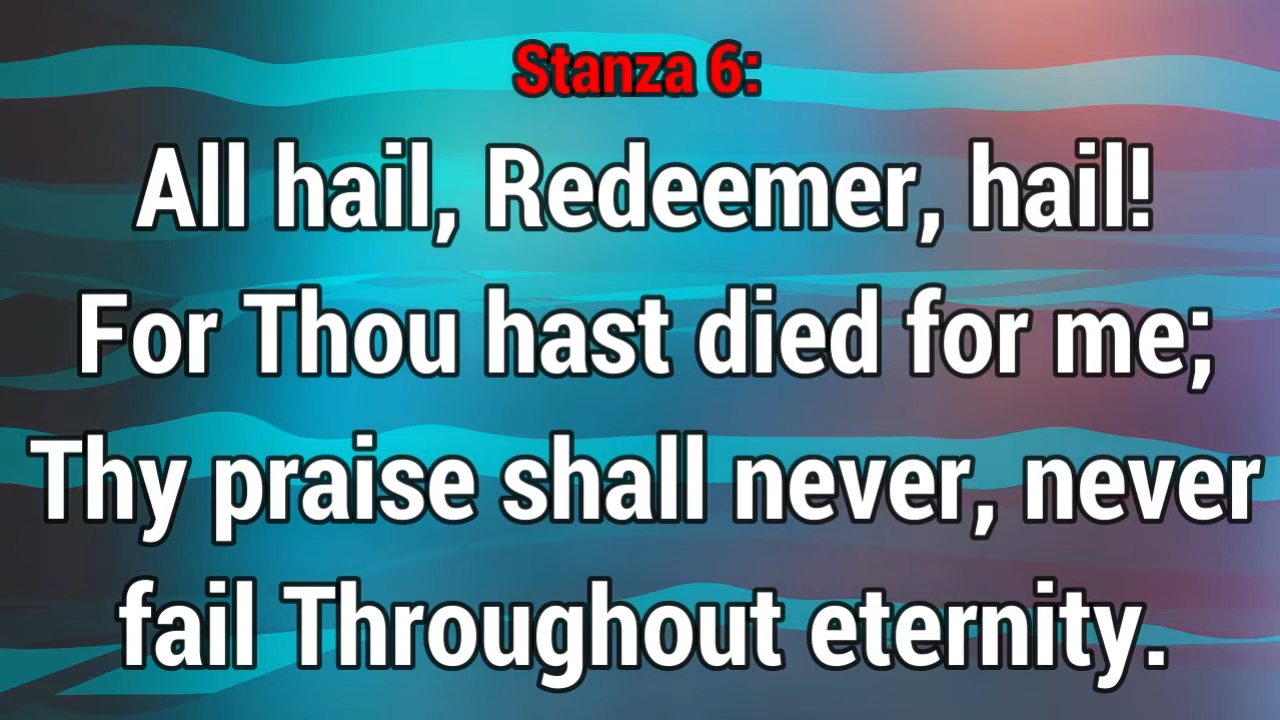 Stanza 6:
All hail, Redeemer, hail!
For Thou hast died for me;
Thy praise shall never, never
fail Throughout eternity.